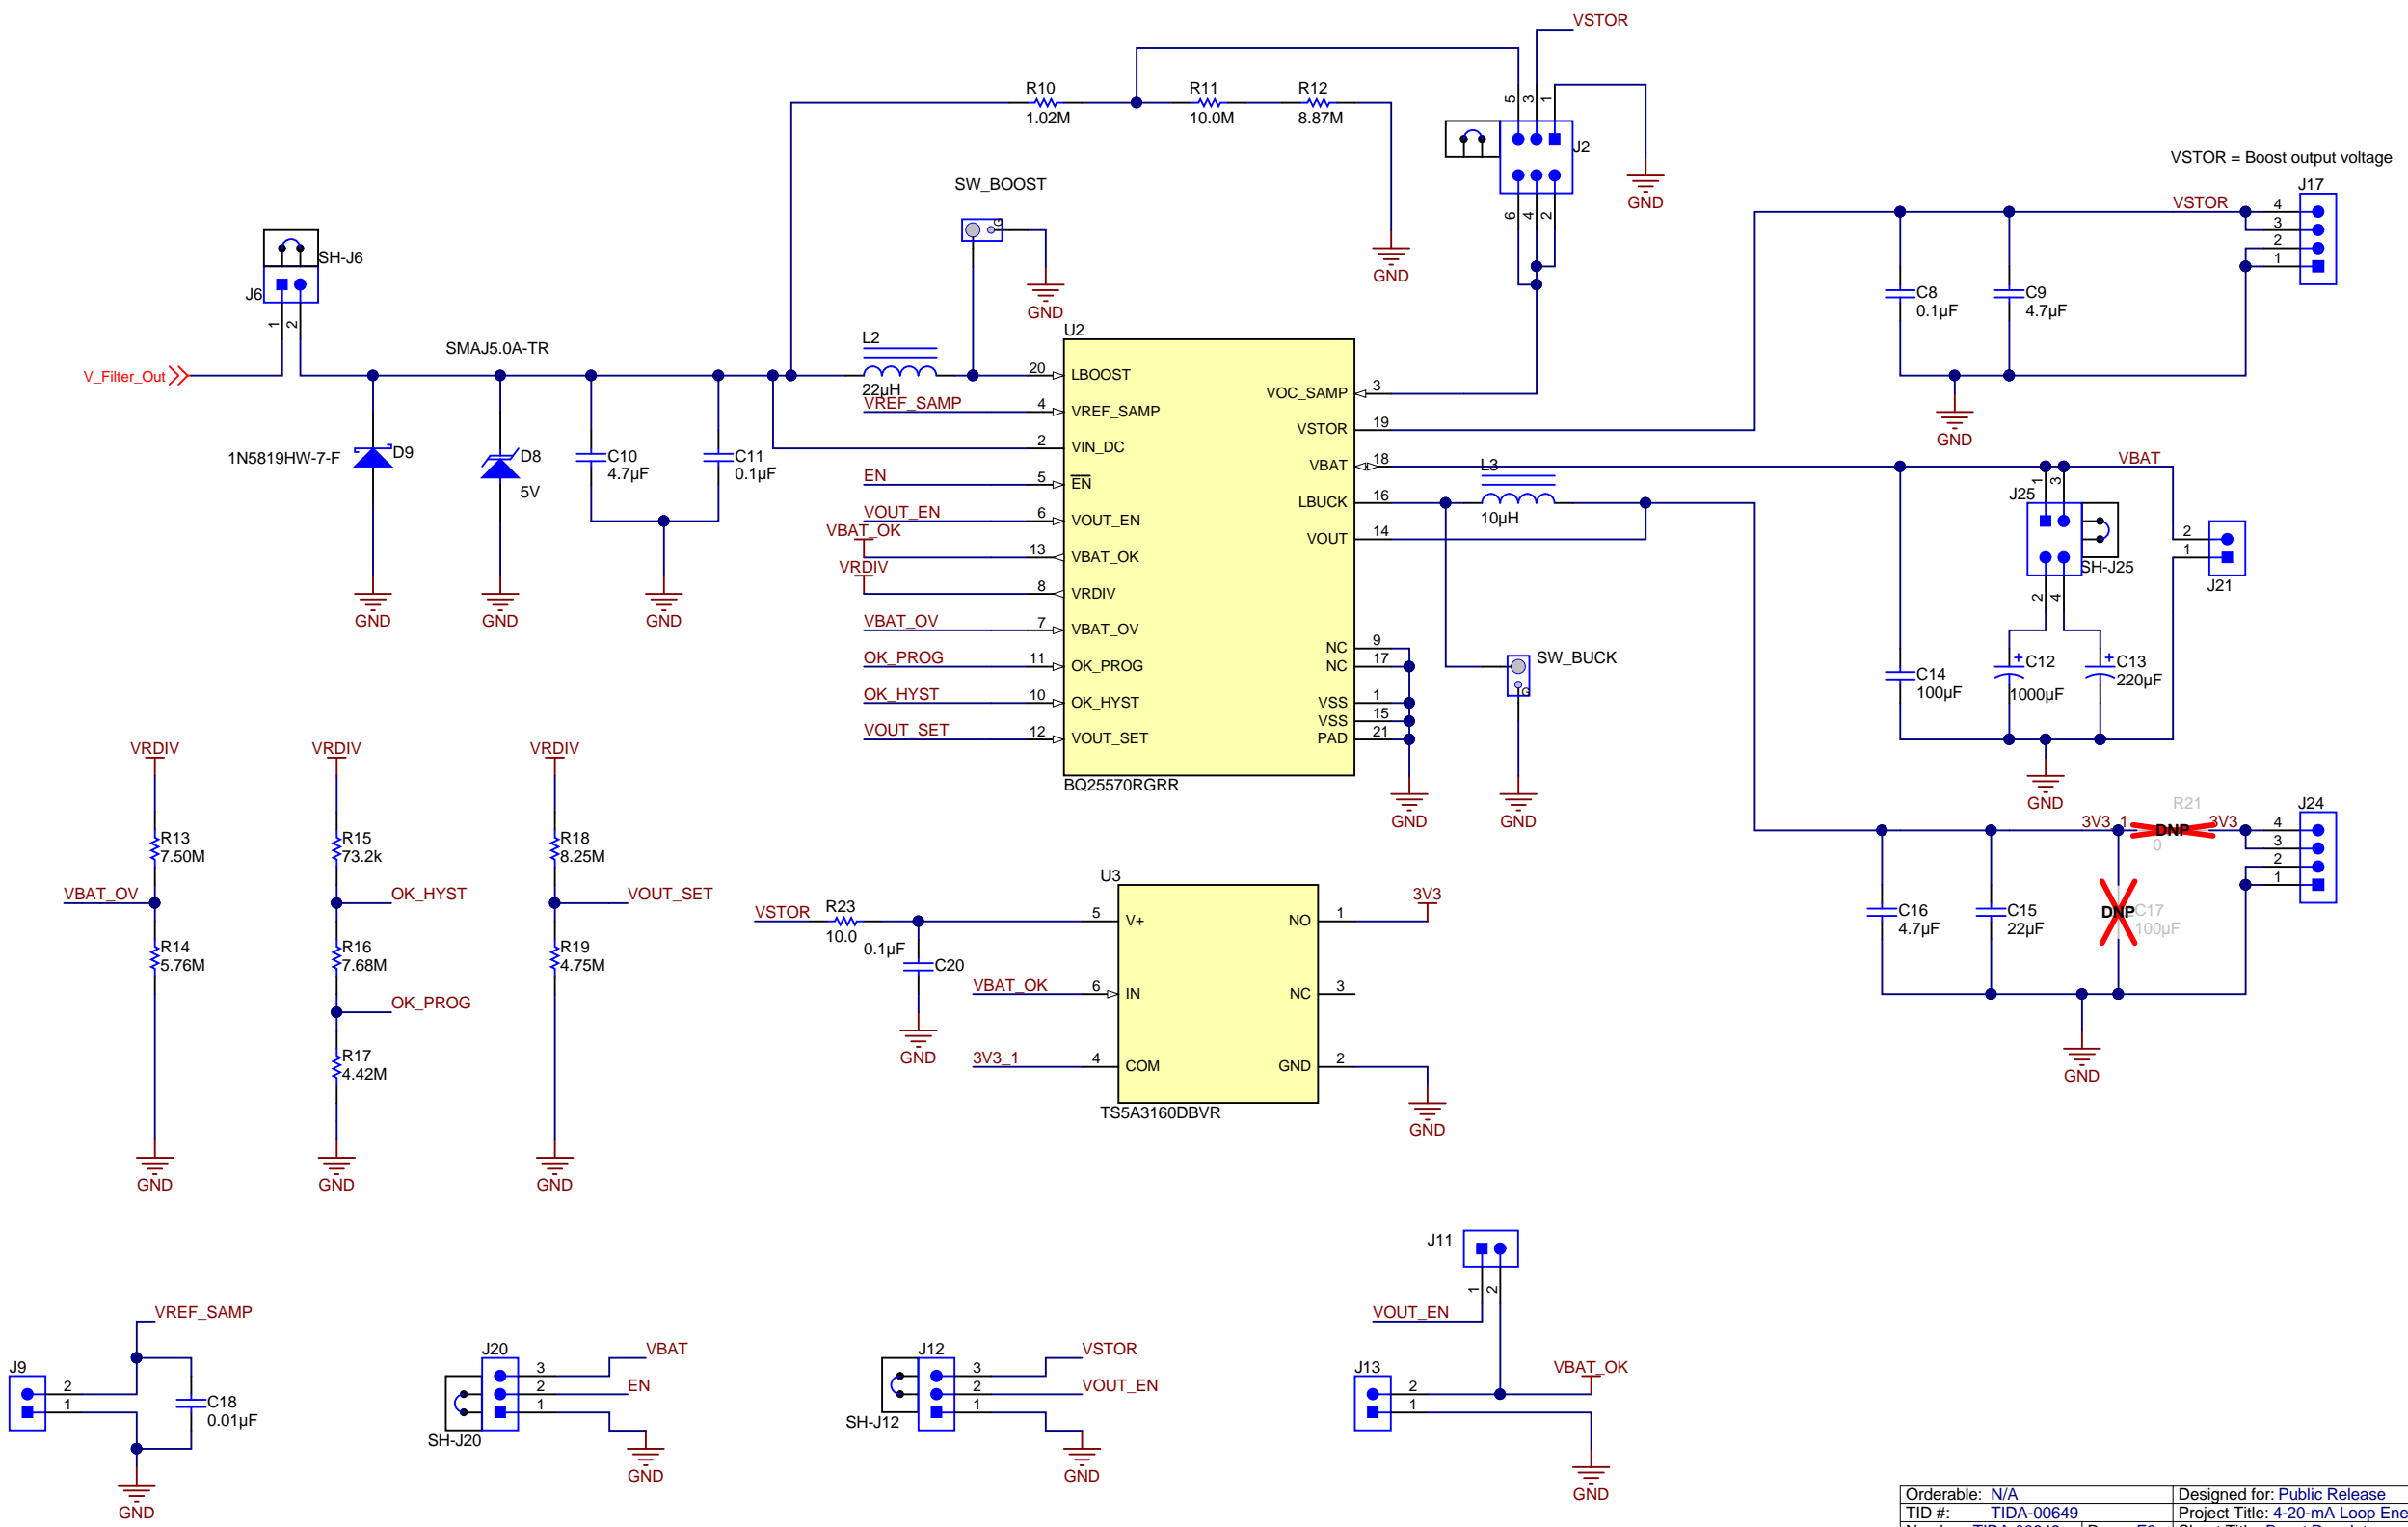 VSTOR
R10
1.02M
R11
10.0M
R12
8.87M
5
3
1
J2
6
4
2
GND
GND
SW_BOOST
G
GND
VSTOR = Boost output voltage
J17
VSTOR
4
3
2
1
C8
0.1µF
C9
4.7µF
GND
SH-J6
J6
1
2
V_Filter_Out
SMAJ5.0A-TR
1N5819HW-7-F
D9
D8
5V
C10
4.7µF
C11
0.1µF
GND
GND
GND
L2
22µH
U2
20
LBOOST
VREF_SAMP
4
VREF_SAMP
2
VIN_DC
EN
5
EN
VOUT_EN
6
VOUT_EN
VBAT_OK
13
VBAT_OK
VRDIV
8
VRDIV
VBAT_OV
7
VBAT_OV
OK_PROG
11
OK_PROG
OK_HYST
10
OK_HYST
VOUT_SET
12
VOUT_SET
VOC_SAMP
3
VSTOR
19
VBAT
18
LBUCK
16
VOUT
14
NC
9
NC
17
VSS
1
VSS
15
PAD
21
BQ25570RGRR
GND
L3
10µH
SW_BUCK
G
GND
VBAT
J25
1
3
SH-J25
2
4
2
1
J21
C14
100µF
C12
1000µF
C13
220µF
GND
R21
3V3_1
DNP
3V3
0
J24
4
3
2
1
C16
4.7µF
C15
22µF
DNP
C17
100µF
GND
VRDIV
R13
7.50M
VBAT_OV
R14
5.76M
GND
VRDIV
R15
73.2k
OK_HYST
R16
7.68M
OK_PROG
R17
4.42M
GND
VRDIV
R18
8.25M
VOUT_SET
R19
4.75M
GND
U3
VSTOR
R23
10.0
0.1µF
C20
GND
5
V+
VBAT_OK
6
IN
3V3_1
4
COM
NO
1
3V3
NC
3
GND
2
GND
TS5A3160DBVR
VREF_SAMP
J9
2
1
C18
0.01µF
GND
J20
3
2
1
VBAT
EN
SH-J20
GND
J12
3
2
1
VSTOR
VOUT_EN
SH-J12
GND
J11
1
2
VOUT_EN
J13
2
1
VBAT_OK
GND
Orderable: N/A
Designed for: Public Release
TID #: TIDA-00649
Project Title: 4-20-mA Loop Ene